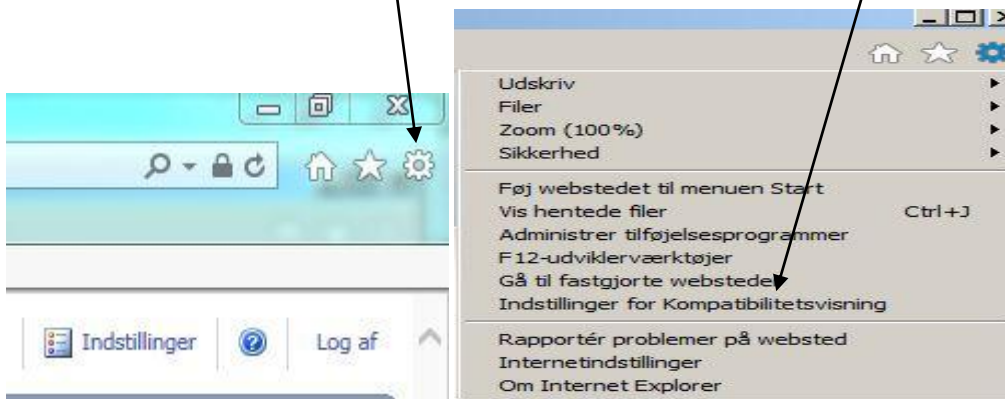 Indstillinger
Log af
Udskriv
Filer
Zoom (100%)
Sikkerhed
Føj webstedet til menuen Start
Vis hentede filer Ctrl+J
Administrer tilføjelsesprogrammer
F12-udviklerværktøjer
Gå til fastgjorte websteder
Indstillinger for Kompatibilitetsvisning
Rapportér problemer på websted
Internetindstillinger
Om Internet Explorer